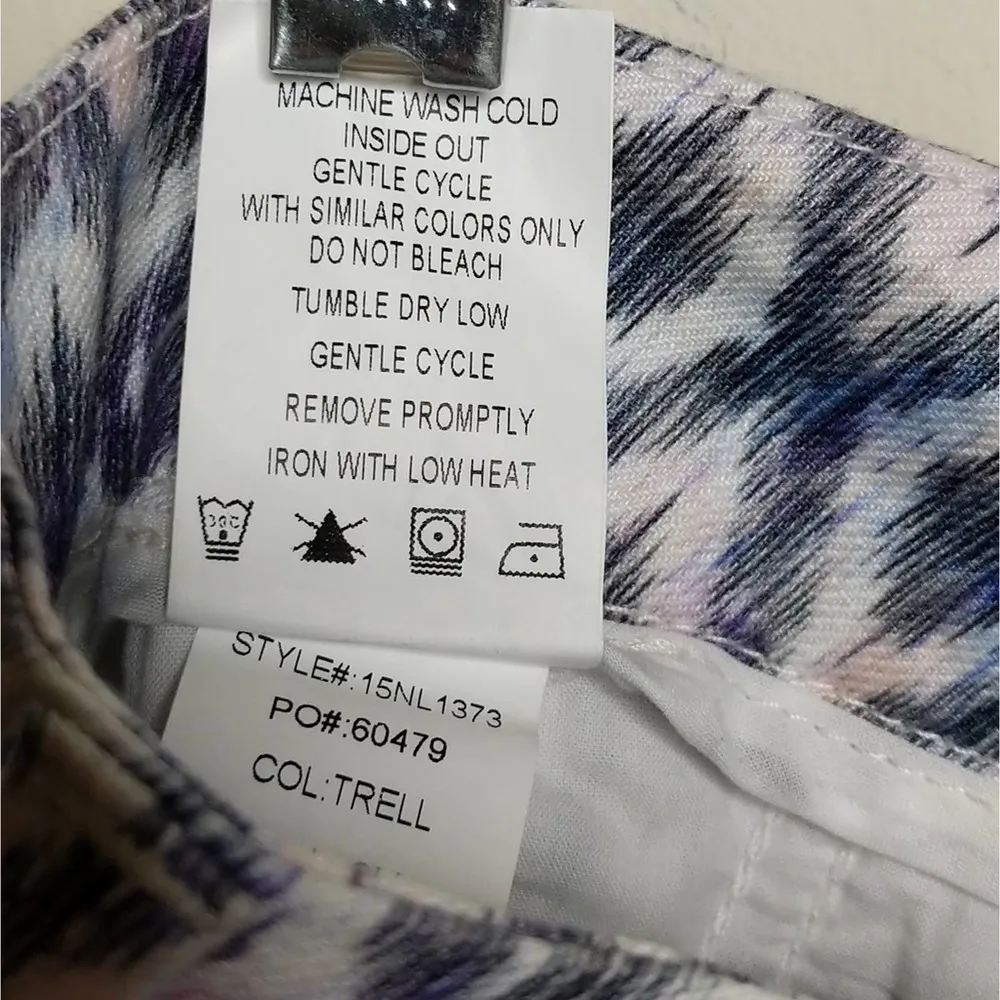 MACHINE WASH COLD
INSIDE OUT
GENTLE CYCLE
WITH SIMILAR COLORS ONLY
DO NOT BLEACH
TUMBLE DRY LOW
GENTLE CYCLE
REMOVE PROMPTLY
IRON WITH LOW HEAT
30C
STYLE#:15NL1373
PO#:60479
COL:TRELL